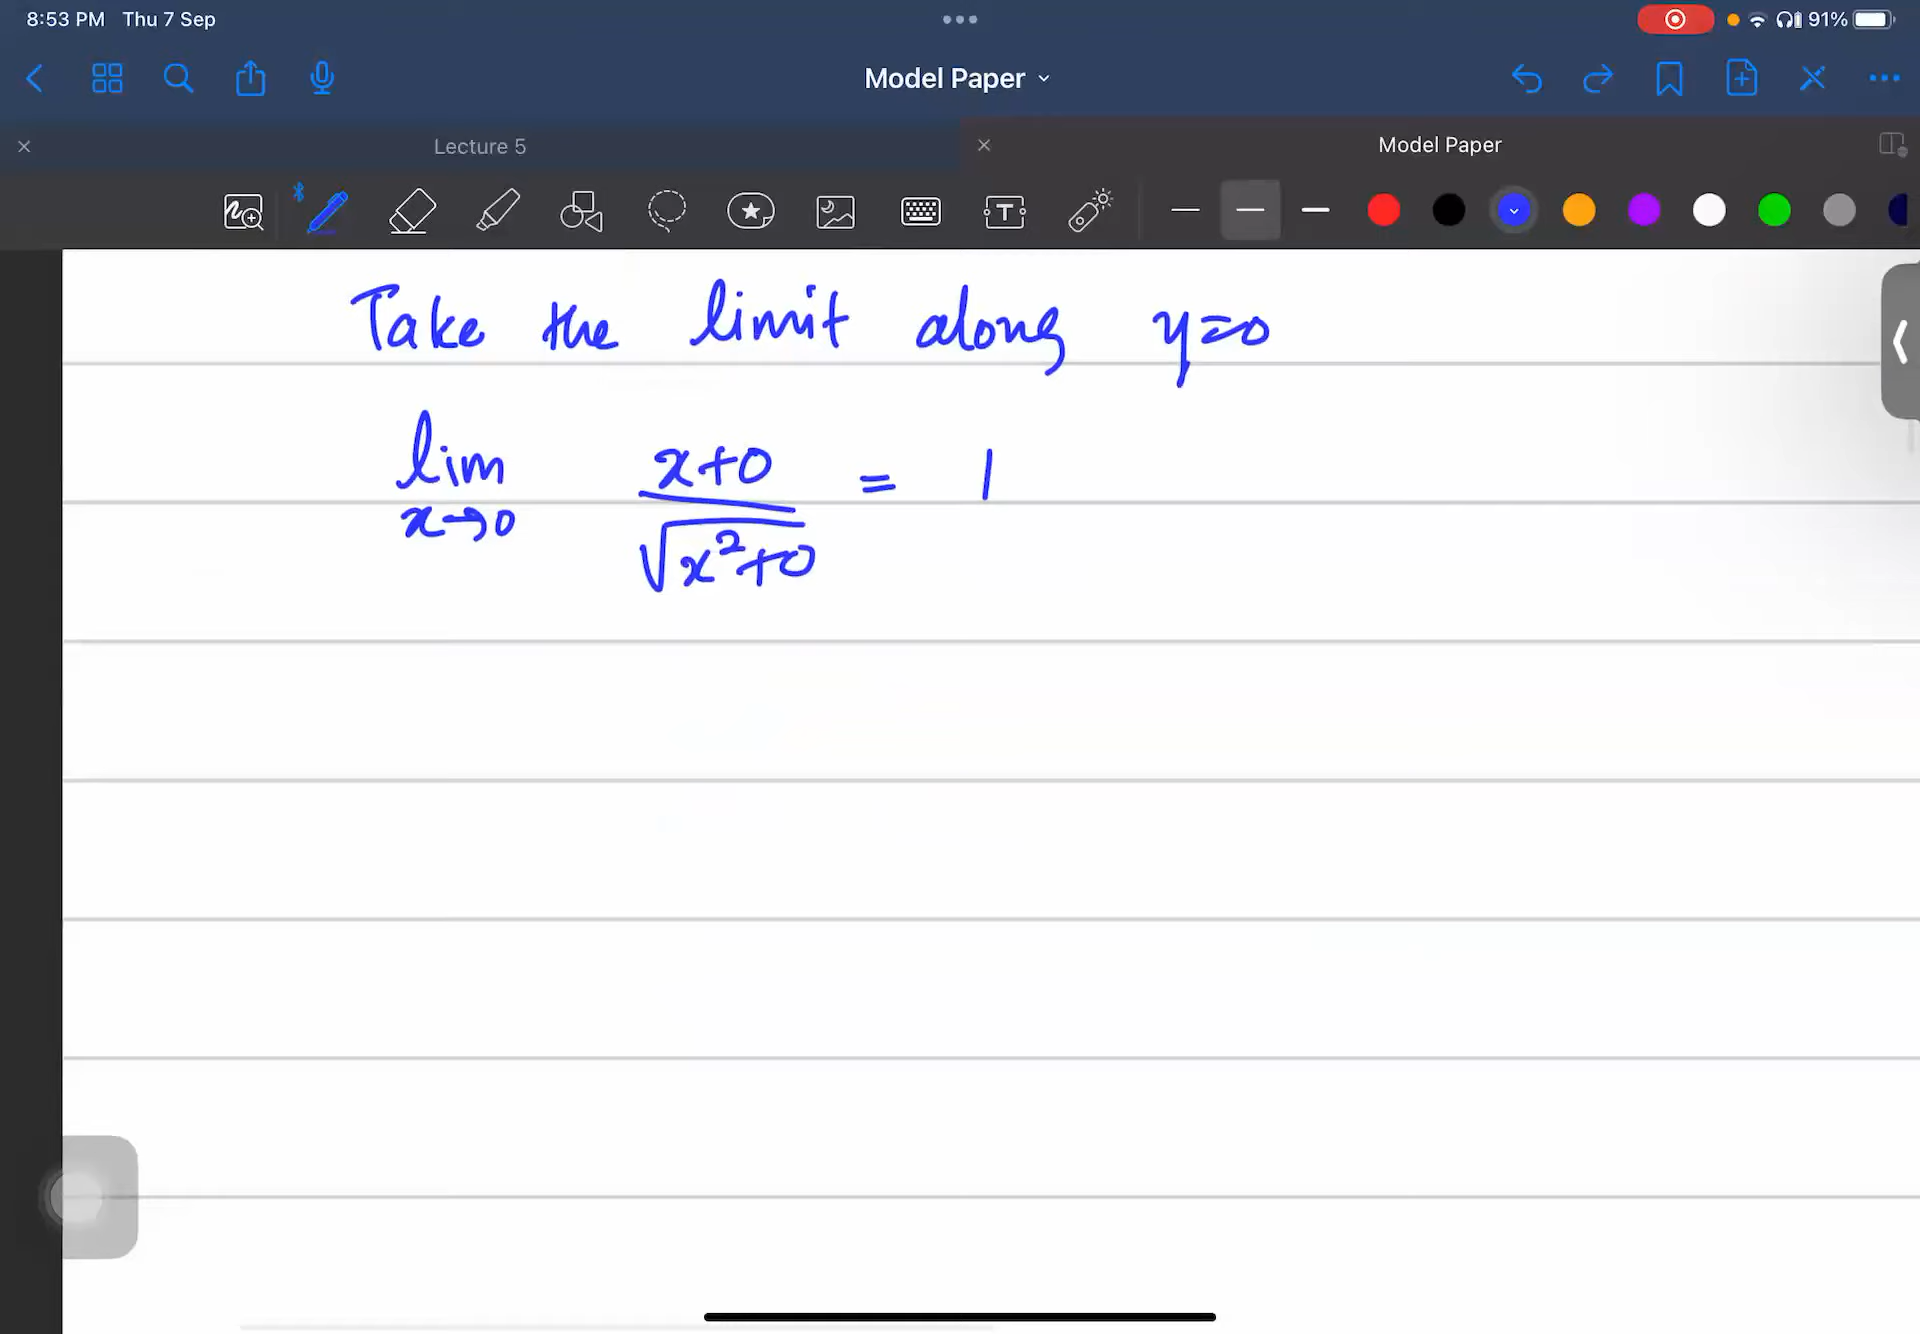 8:53 PM Thu 7 Sep
91%
Model Paper
Lecture 5
Model Paper
T
Take the limit along y=0
lim x→0 x+0 / √x²+0 = 1